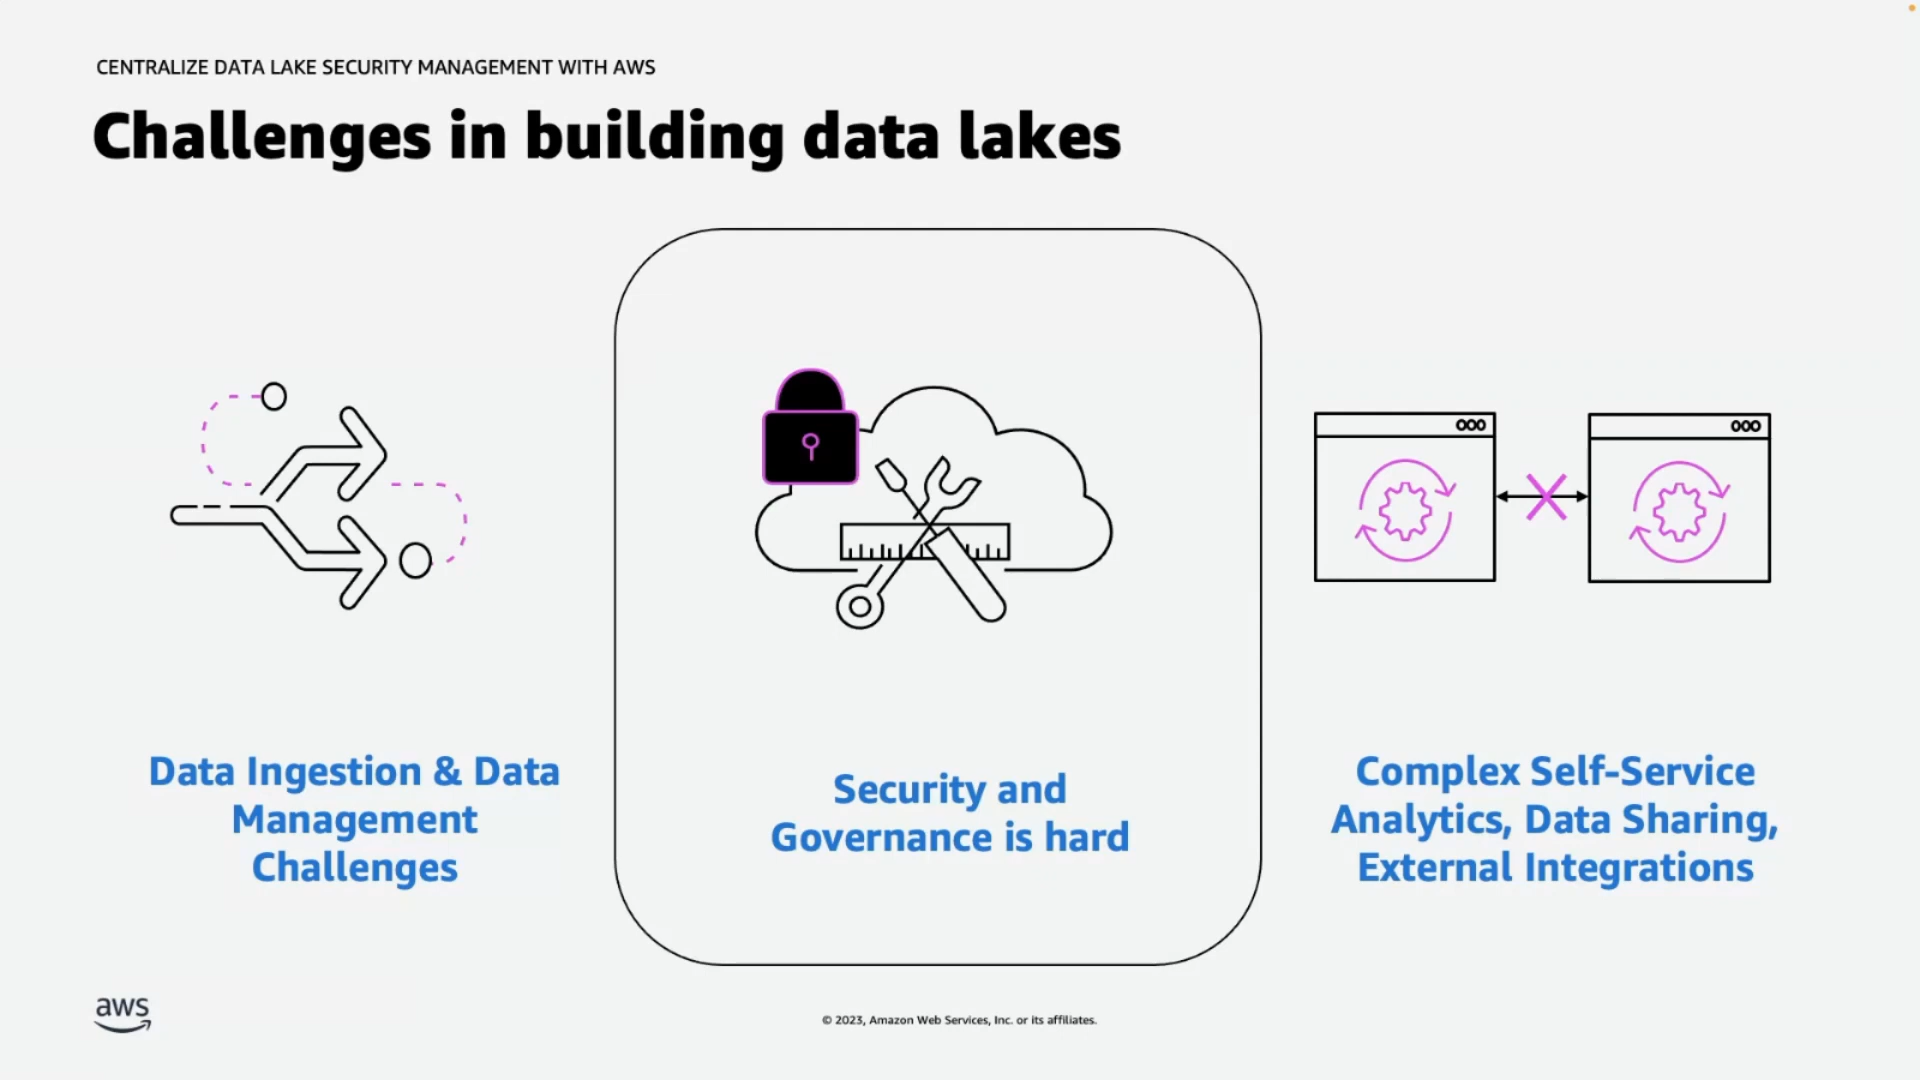 CENTRALIZE DATA LAKE SECURITY MANAGEMENT WITH AWS
Challenges in building data lakes
Data Ingestion & Data
Management
Challenges
Security and
Governance is hard
Complex Self-Service
Analytics, Data Sharing,
External Integrations
aws
© 2023, Amazon Web Services, Inc. or its affiliates.